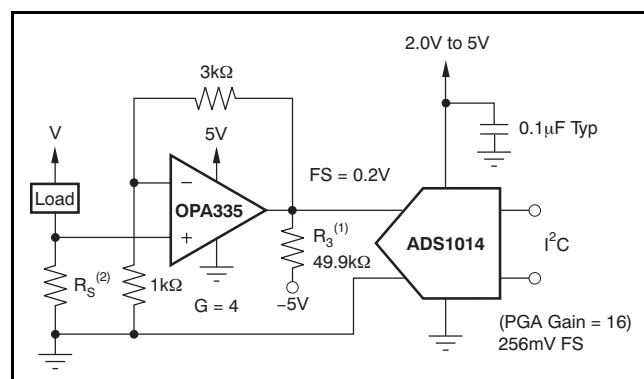 2.0V to 5V
3kΩ
0.1μF Typ
V
5V
Load
−
OPA335
+
FS = 0.2V
ADS1014
R3(1)
49.9kΩ
I2C
RS(2)
1kΩ
G = 4
−5V
(PGA Gain = 16)
256mV FS